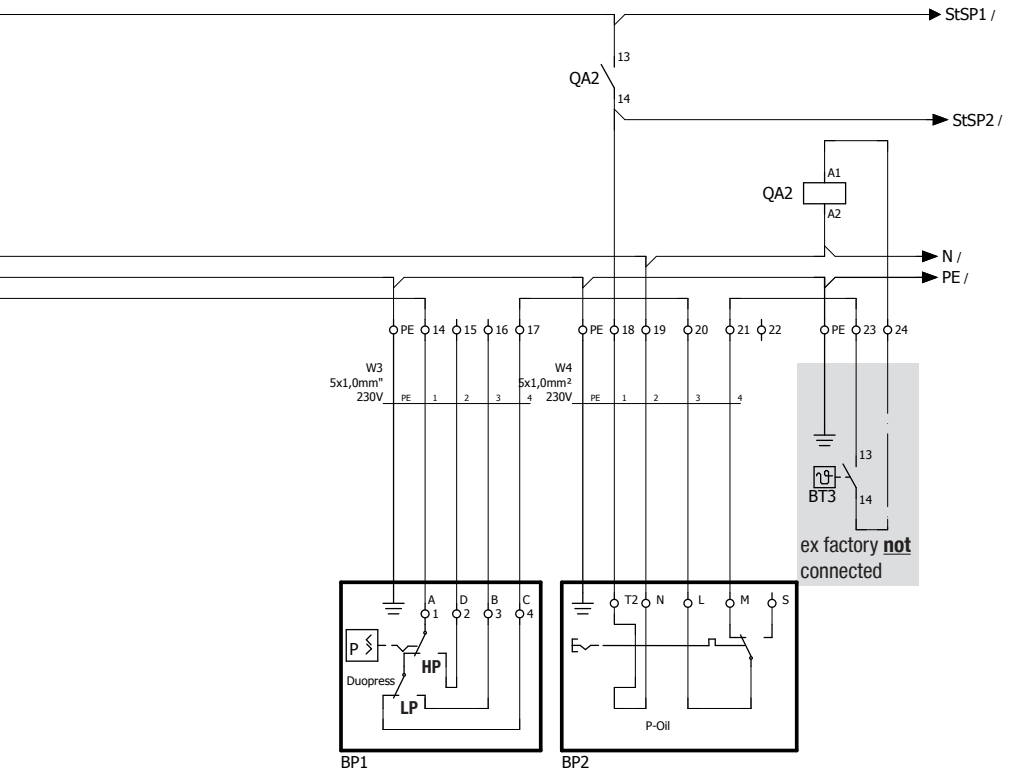 StSP1 /
13
QA2
14
StSP2 /
A1
QA2
A2
N /
PE /
PE 14 15 16 17 PE 18 19 20 21 22 PE 23 24
W3
5x1,0mm"
230V
PE 1 2 3 4
W4
5x1,0mm²
230V
PE 1 2 3 4
13
BT3
14
ex factory not
connected
A D B C
1 2 3 4
P
HP
Duopress
LP
BP1
T2 N L M S
P-Oil
BP2